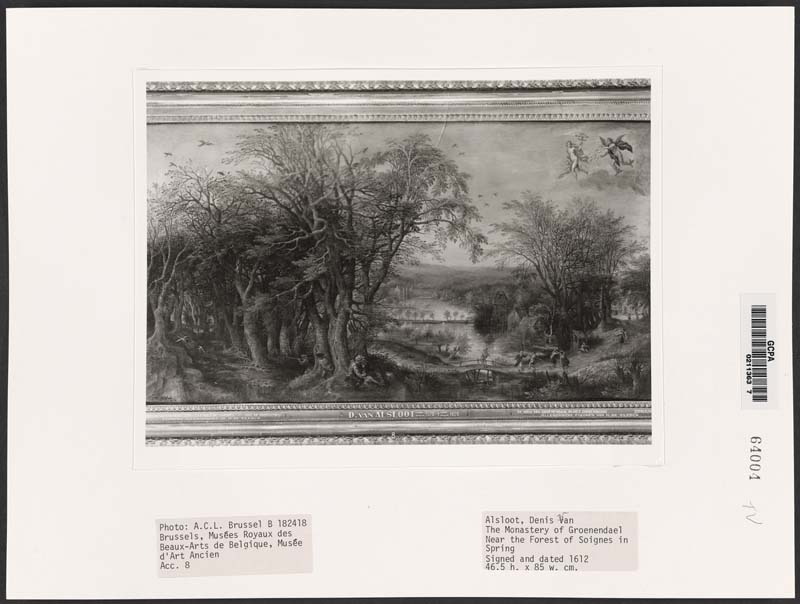 D. VAN ALSLOOT
8
GCPA
0211363 7
64004
Photo: A.C.L. Brussel B 182418
Brussels, Musées Royaux des
Beaux-Arts de Belgique, Musée
d'Art Ancien
Acc. 8
Alsloot, Denis Van
The Monastery of Groenendael
Near the Forest of Soignes in
Spring
Signed and dated 1612
46.5 h. x 85 w. cm.